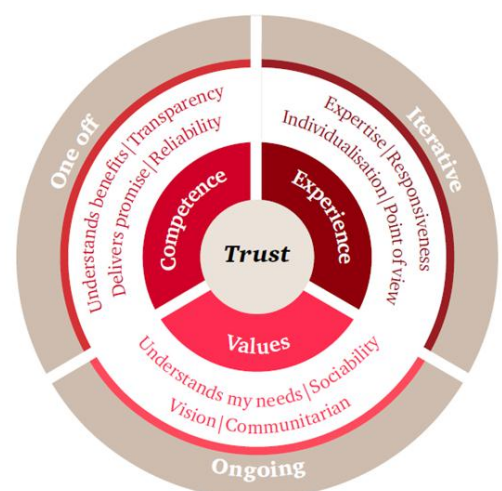 One off
Understands benefits|Transparency
Delivers promise|Reliability
Competence
Iterative
Expertise|Responsiveness
Individualisation|Point of view
Experience
Trust
Values
Understands my needs|Sociability
Vision|Communitarian
Ongoing